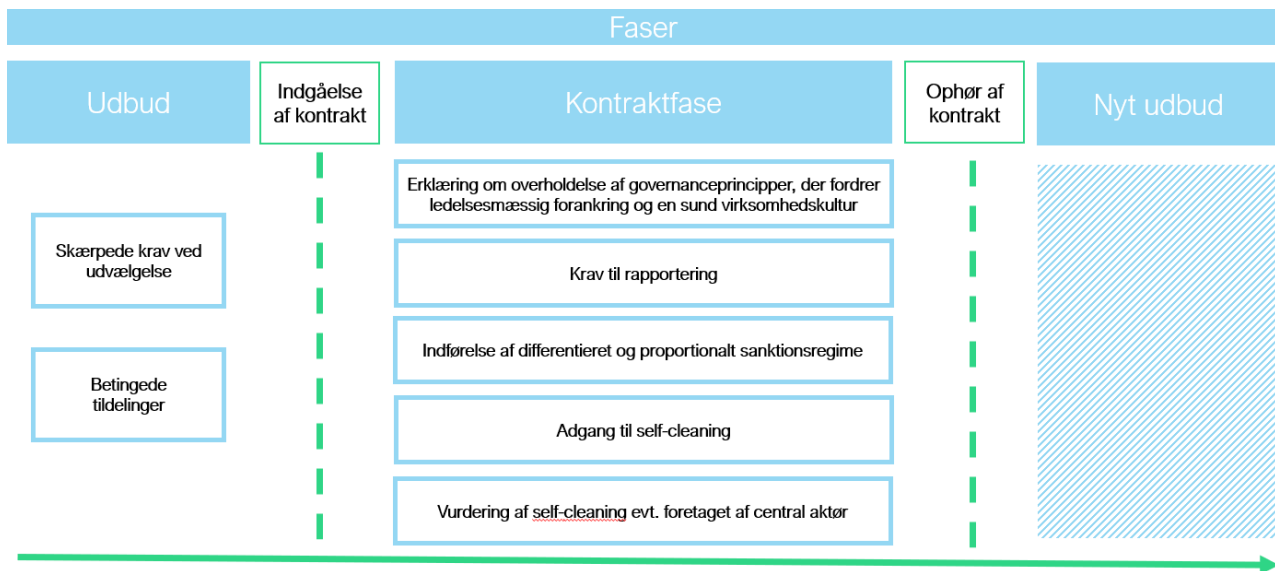 Faser
Udbud
Indgåelse
af kontrakt
Kontraktfase
Ophør af
kontrakt
Nyt udbud
Skærpede krav ved
udvælgelse
Betingede
tildelinger
Erklæring om overholdelse af governanceprincipper, der fordrer
ledelsesmæssig forankring og en sund virksomhedskultur
Krav til rapportering
Indførelse af differentieret og proportionalt sanktionsregime
Adgang til self-cleaning
Vurdering af self-cleaning evt. foretaget af central aktør